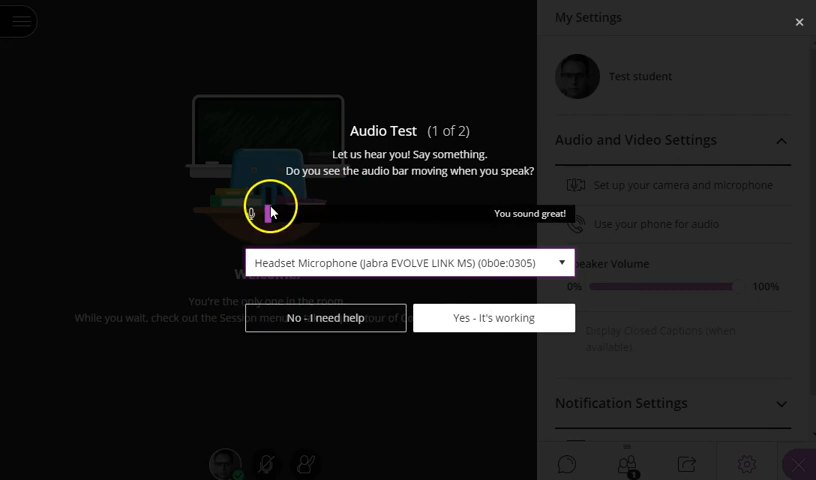 My Settings
Test student
Audio Test (1 of 2)
Let us hear you! Say something.
Do you see the audio bar moving when you speak?
You sound great!
Headset Microphone (Jabra EVOLVE LINK MS) (0b0e:0305)
No - I need help
Yes - It's working
Audio and Video Settings
Set up your camera and microphone
Use your phone for audio
Speaker Volume
0%
100%
Display Closed Captions (when
available)
Notification Settings
You're the only one in the room.
While you wait, check out the Session menu
tour of
1